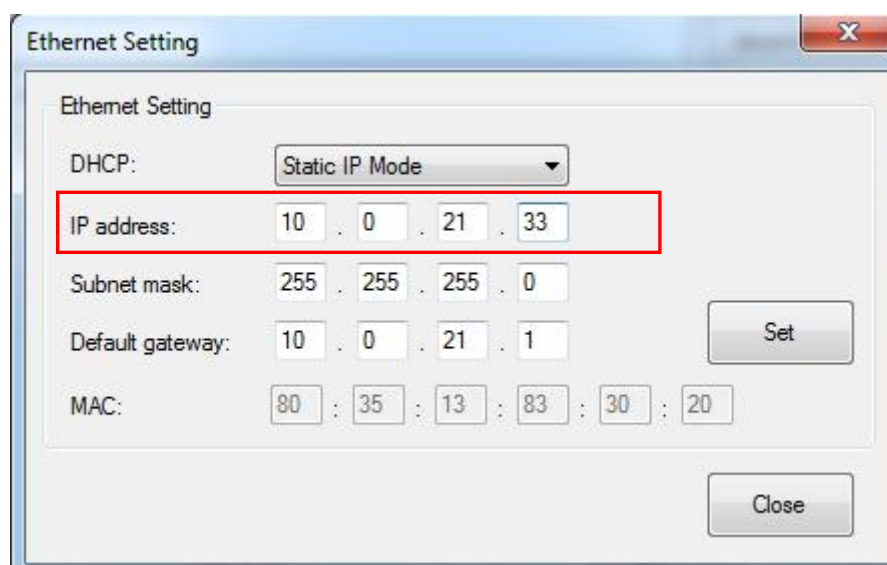 Ethernet Setting
Ethernet Setting
DHCP: Static IP Mode
IP address: 10 . 0 . 21 . 33
Subnet mask: 255 . 255 . 255 . 0
Default gateway: 10 . 0 . 21 . 1
Set
MAC: 80 : 35 : 13 : 83 : 30 : 20
Close